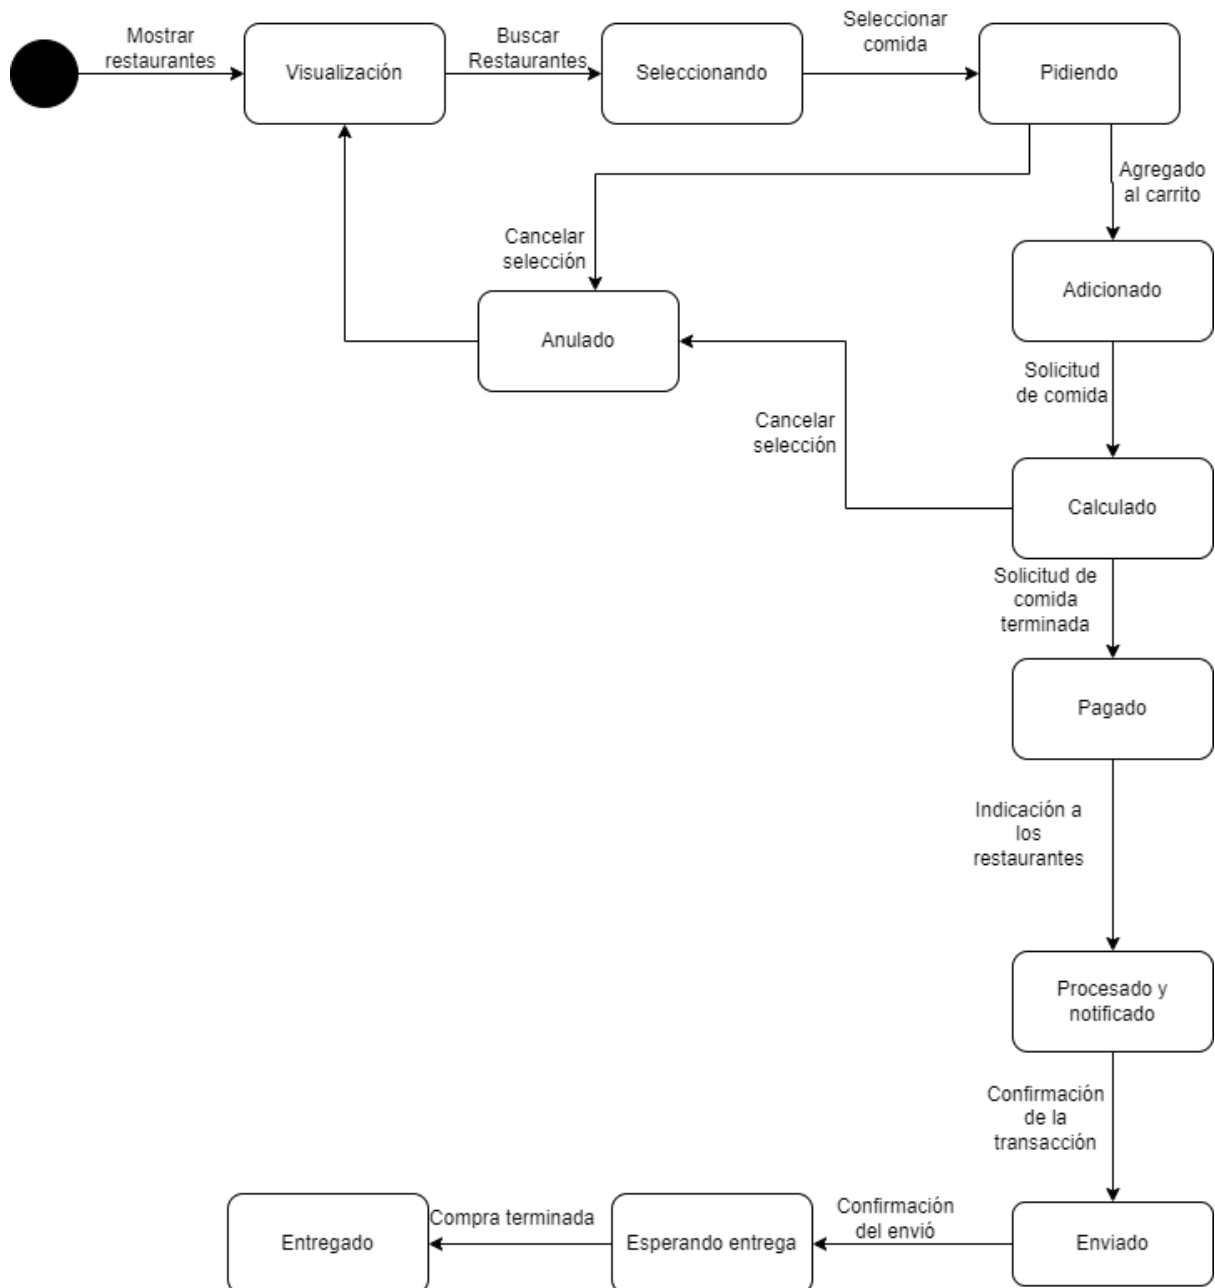 Mostrar
restaurantes
Visualización
Buscar
Restaurantes
Seleccionando
Seleccionar
comida
Pidiendo
Agregado
al carrito
Cancelar
selección
Adicionado
Anulado
Solicitud
de comida
Cancelar
selección
Calculado
Solicitud de
comida
terminada
Pagado
Indicación a
los
restaurantes
Procesado y
notificado
Confirmación
de la
transacción
Entregado
Compra terminada
Esperando entrega
Confirmación
del envió
Enviado